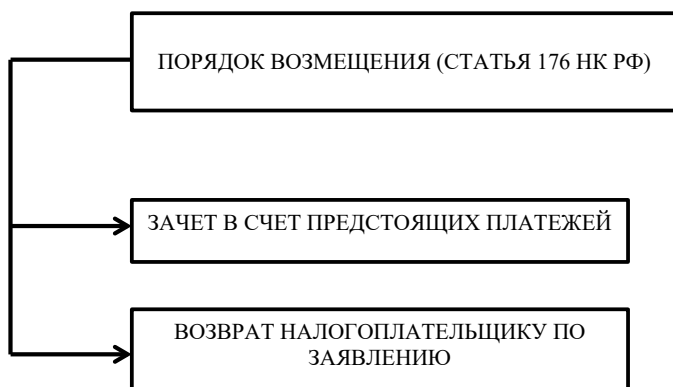 ПОРЯДОК ВОЗМЕЩЕНИЯ (СТАТЬЯ 176 НК РФ)
ЗАЧЕТ В СЧЕТ ПРЕДСТОЯЩИХ ПЛАТЕЖЕЙ
ВОЗВРАТ НАЛОГОПЛАТЕЛЬЩИКУ ПО
ЗАЯВЛЕНИЮ